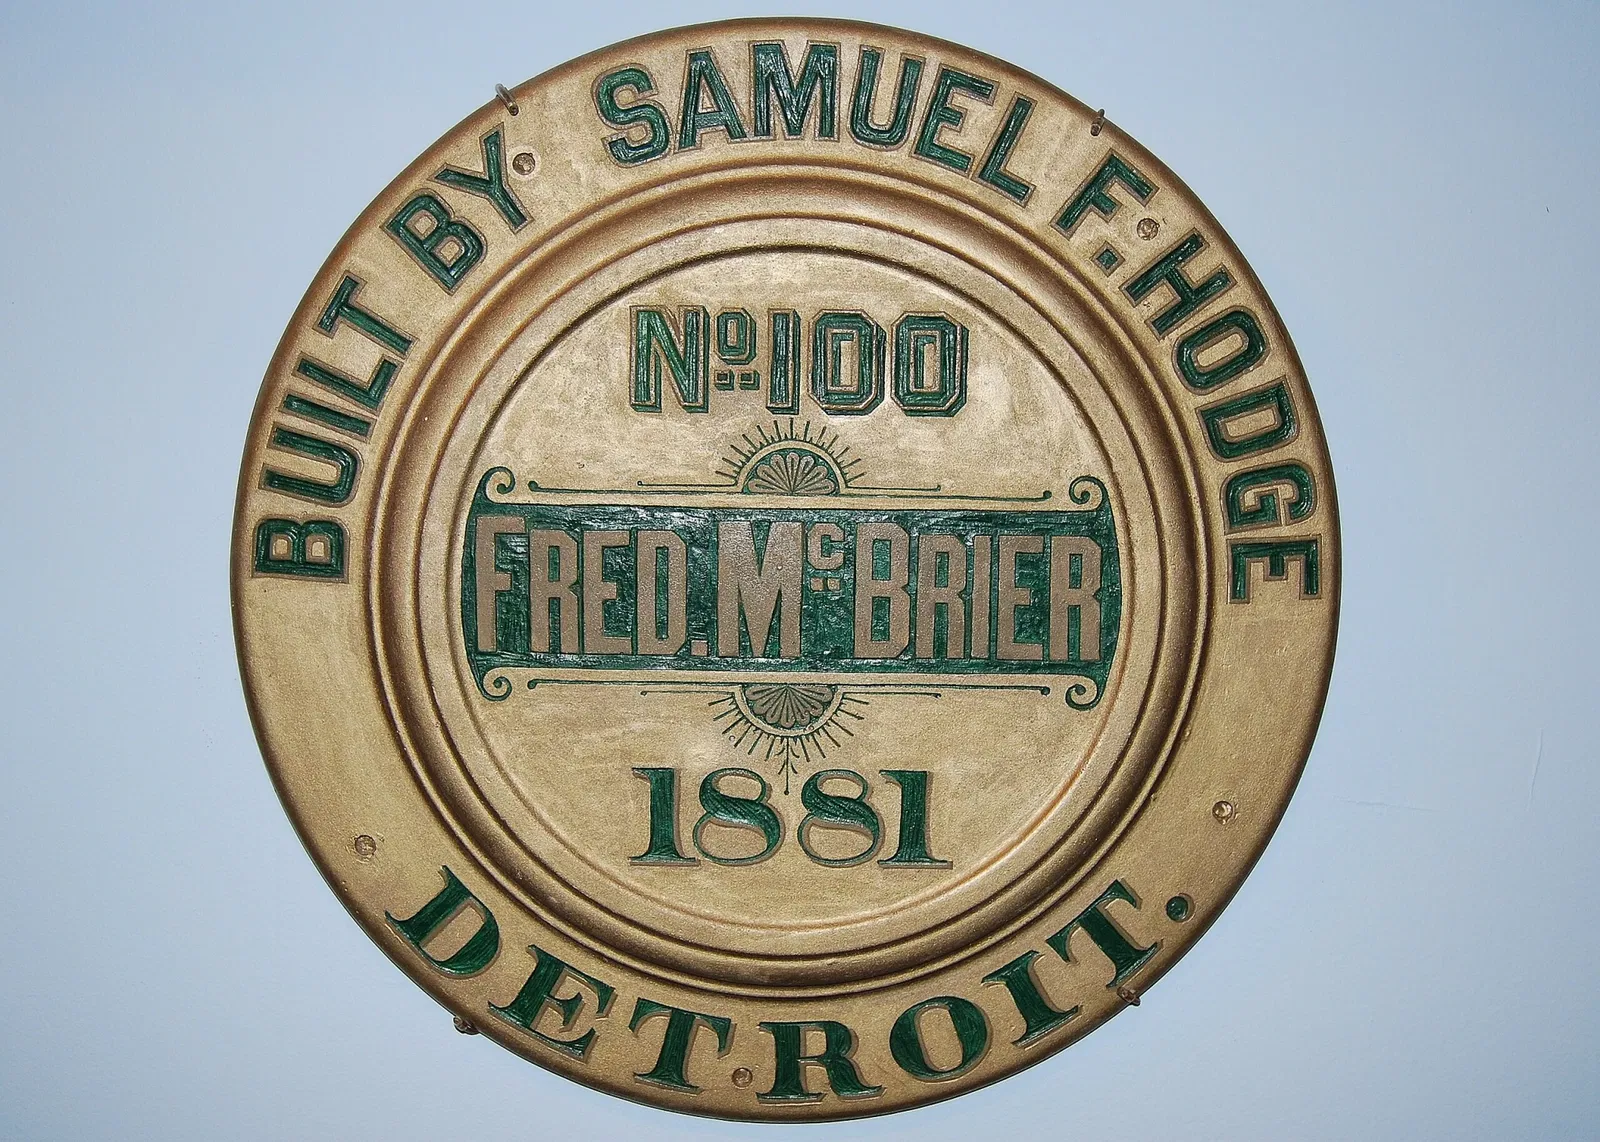 BUILT BY. SAMUEL F. HODGE
No 100
FRED. McBRIER
1881
DETROIT.